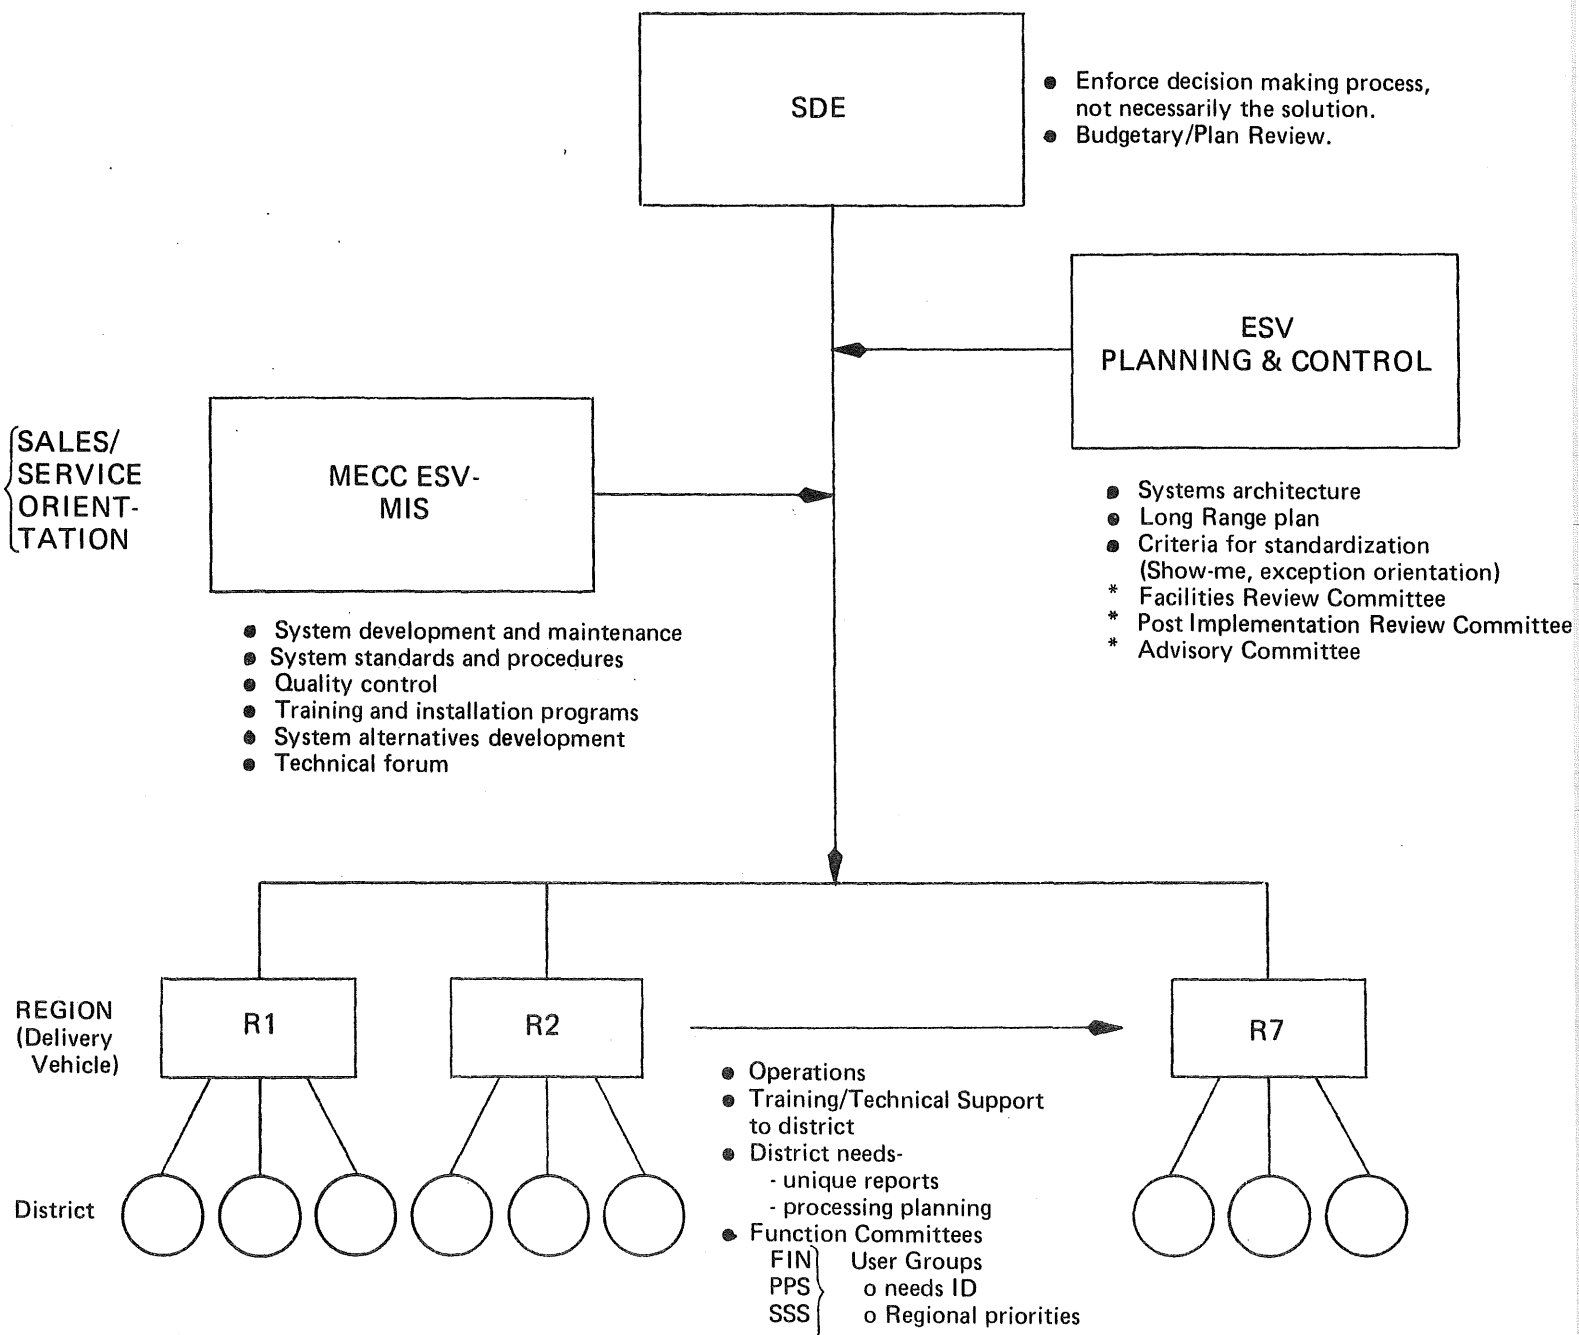 SDE
● Enforce decision making process,
not necessarily the solution.
● Budgetary/Plan Review.
ESV
PLANNING & CONTROL
● Systems architecture
● Long Range plan
● Criteria for standardization
(Show-me, exception orientation)
* Facilities Review Committee
* Post Implementation Review Committee
* Advisory Committee
SALES/
SERVICE
ORIENT-
TATION
MECC ESV-
MIS
● System development and maintenance
● System standards and procedures
● Quality control
● Training and installation programs
● System alternatives development
● Technical forum
REGION
(Delivery
Vehicle)
R1
R2
R7
● Operations
● Training/Technical Support
to district
● District needs-
- unique reports
- processing planning
● Function Committees
FIN User Groups
PPS o needs ID
SSS o Regional priorities
District